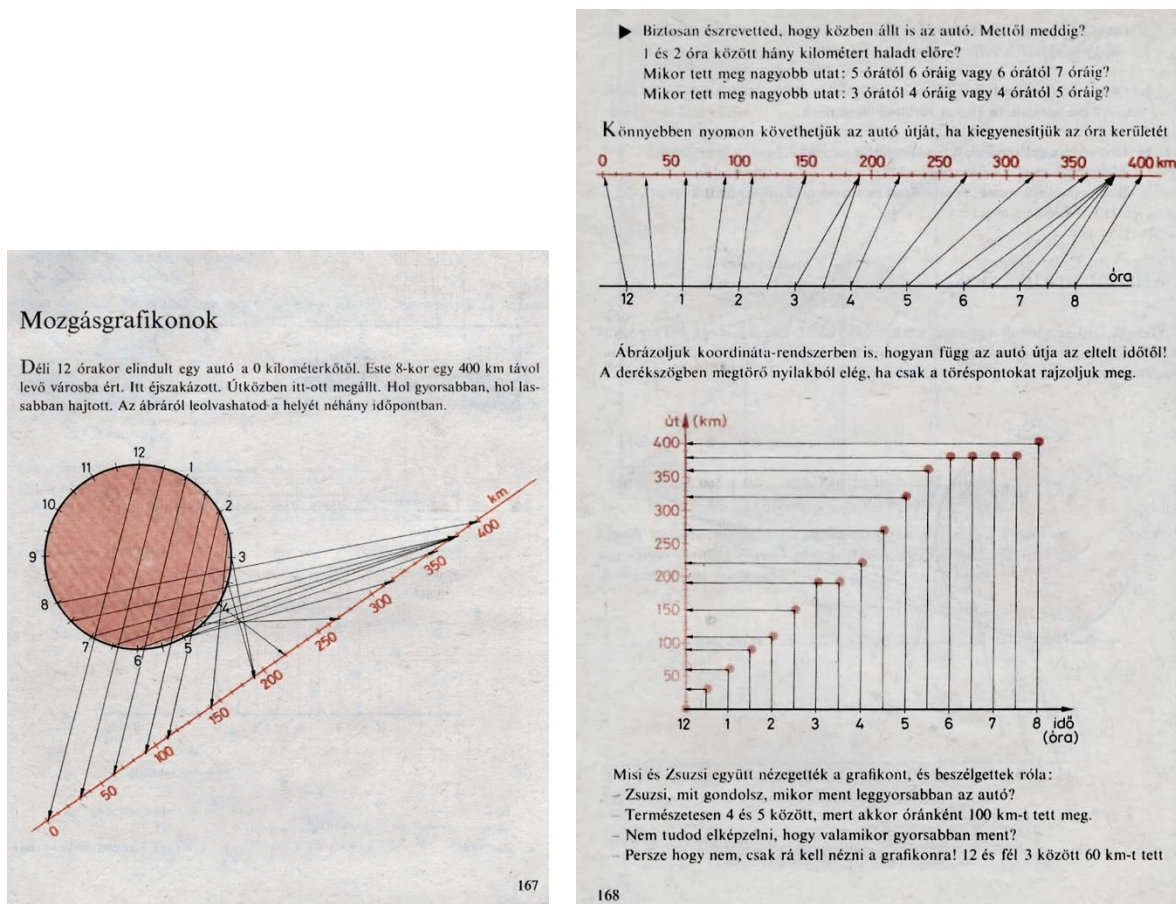 Mozgásgrafikonok
Déli 12 órakor elindult egy autó a 0 kilométerkőtől. Este 8-kor egy 400 km távol
levő városba ért. Itt éjszakázott. Útközben itt-ott megállt. Hol gyorsabban, hol las-
sabban hajtott. Az ábráról leolvashatod a helyét néhány időpontban.
12
11
1
10
2
9
3
8
4
7
5
6
km
400
350
300
250
200
150
100
50
0
167
▶ Biztosan észrevetted, hogy közben állt is az autó. Mettől meddig?
1 és 2 óra között hány kilométert haladt előre?
Mikor tett meg nagyobb utat: 5 órától 6 óráig vagy 6 órától 7 óráig?
Mikor tett meg nagyobb utat: 3 órától 4 óráig vagy 4 órától 5 óráig?
Könnyebben nyomon követhetjük az autó útját, ha kiegyenesítjük az óra kerületét
0 50 100 150 200 250 300 350 400 km
óra
12 1 2 3 4 5 6 7 8
Ábrázoljuk koordináta-rendszerben is, hogyan függ az autó útja az eltelt időtől!
A derékszögben megtörő nyilakból elég, ha csak a töréspontokat rajzoljuk meg.
út (km)
400
350
300
250
200
150
100
50
12 1 2 3 4 5 6 7 8 idő
(óra)
Misi és Zsuzsi együtt nézegették a grafikont, és beszélgettek róla:
– Zsuzsi, mit gondolsz, mikor ment leggyorsabban az autó?
– Természetesen 4 és 5 között, mert akkor óránként 100 km-t tett meg.
– Nem tudod elképzelni, hogy valamikor gyorsabban ment?
– Persze hogy nem, csak rá kell nézni a grafikonra! 12 és fél 3 között 60 km-t tett
168